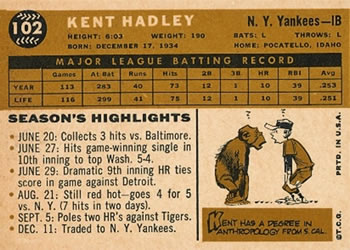 102
KENT HADLEY
N. Y. Yankees—IB
HEIGHT: 6:03 WEIGHT: 190 BATS: L THROWS: L
BORN: DECEMBER 17, 1934 HOME: POCATELLO, IDAHO
MAJOR LEAGUE BATTING RECORD
Games At.Bat Runs Hits 2B 3B HR RBI Avg.
YEAR 113 288 40 73 11 1 10 39 .253
LIFE 116 299 41 75 11 1 10 39 .251
SEASON'S HIGHLIGHTS
• JUNE 20: Collects 3 hits vs. Baltimore.
• JUNE 27: Hits game-winning single in
10th inning to top Wash. 5-4.
• JUNE 29: Dramatic 9th inning HR ties
score in game against Detroit.
• AUG. 21: Still red hot—goes 4 for 5
vs. N. Y. (7 hits in two days).
• SEPT. 5: Poles two HR's against Tigers.
• DEC. 11: Traded to N. Y. Yankees.
KENT HAS A DEGREE IN
ANTHROPOLOGY FROM S. CAL.
©T.C.G. PRTD. IN U.S.A.